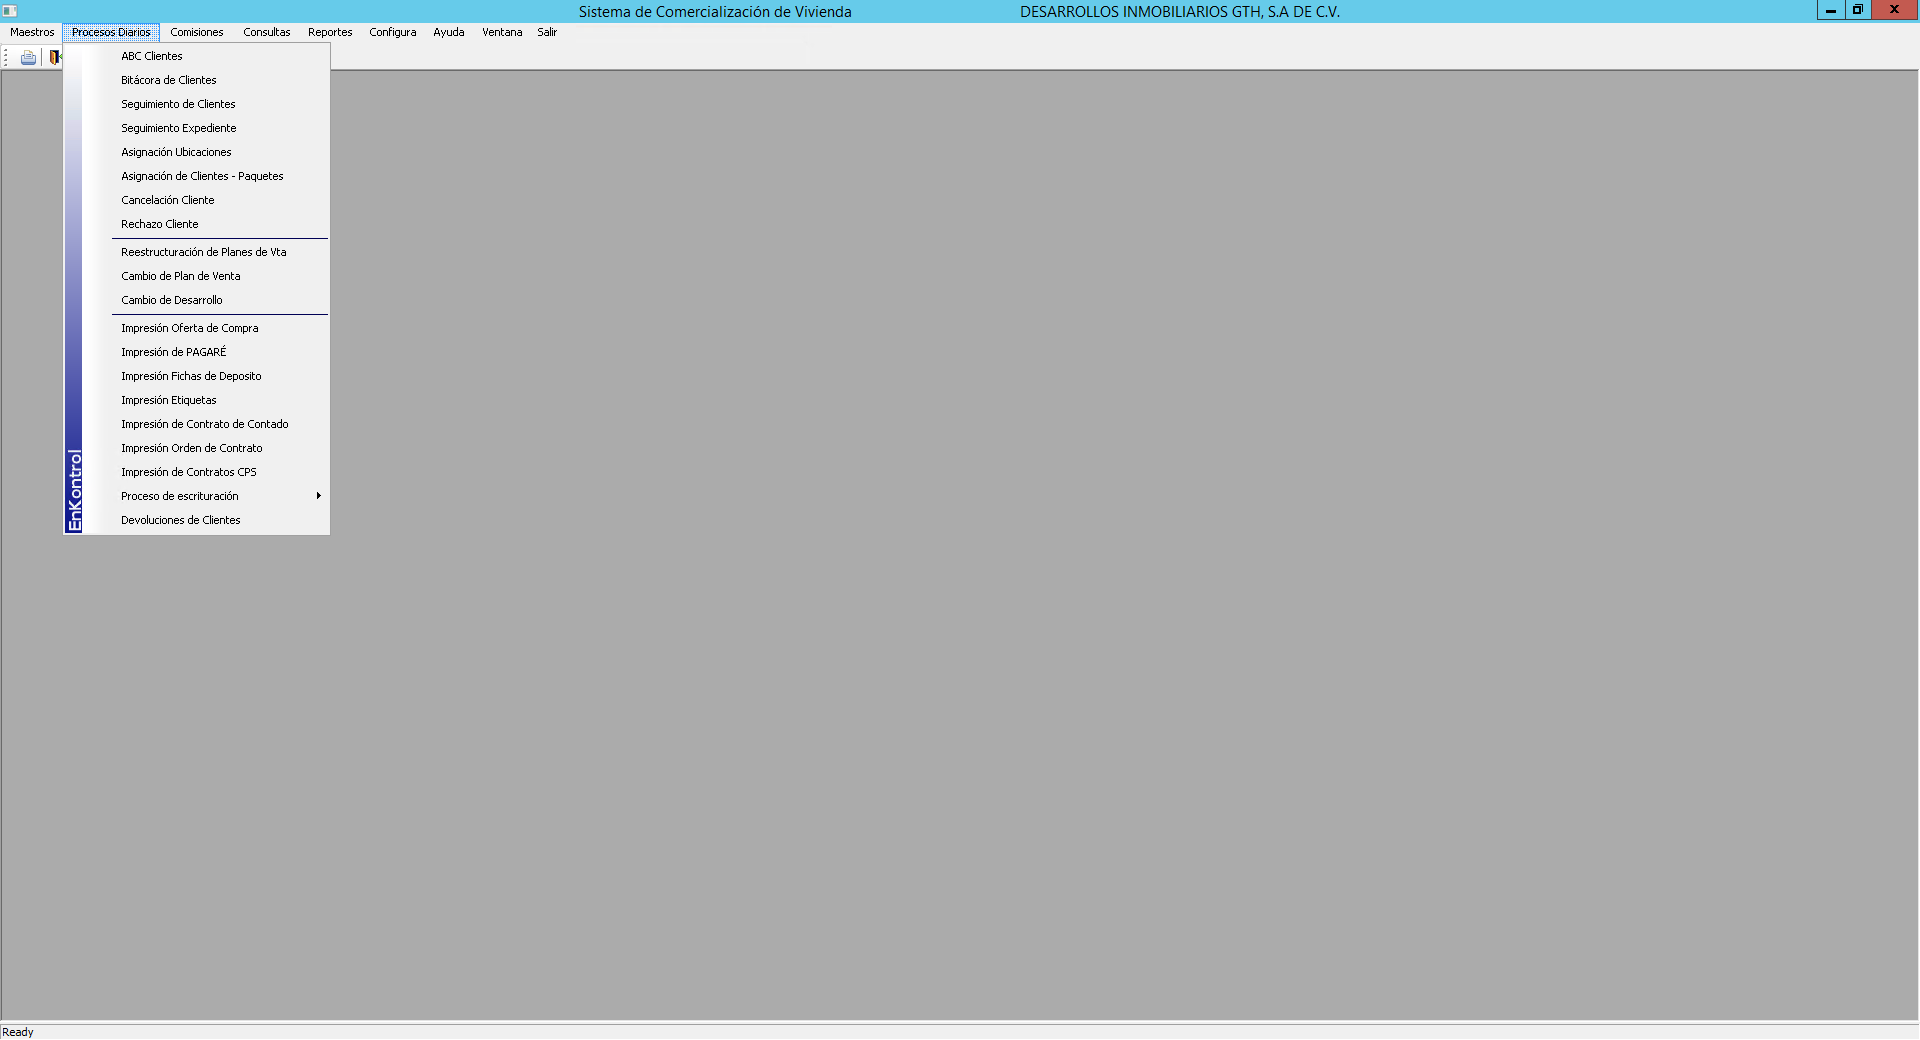 Sistema de Comercialización de Vivienda DESARROLLOS INMOBILIARIOS GTH, S.A DE C.V.
Maestros Procesos Diarios Comisiones Consultas Reportes Configura Ayuda Ventana Salir
ABC Clientes
Bitácora de Clientes
Seguimiento de Clientes
Seguimiento Expediente
Asignación Ubicaciones
Asignación de Clientes - Paquetes
Cancelación Cliente
Rechazo Cliente
Reestructuración de Planes de Vta
Cambio de Plan de Venta
Cambio de Desarrollo
Impresión Oferta de Compra
Impresión de PAGARÉ
Impresión Fichas de Deposito
Impresión Etiquetas
Impresión de Contrato de Contado
Impresión Orden de Contrato
Impresión de Contratos CPS
Proceso de escrituración
Devoluciones de Clientes
EnKontrol
Ready